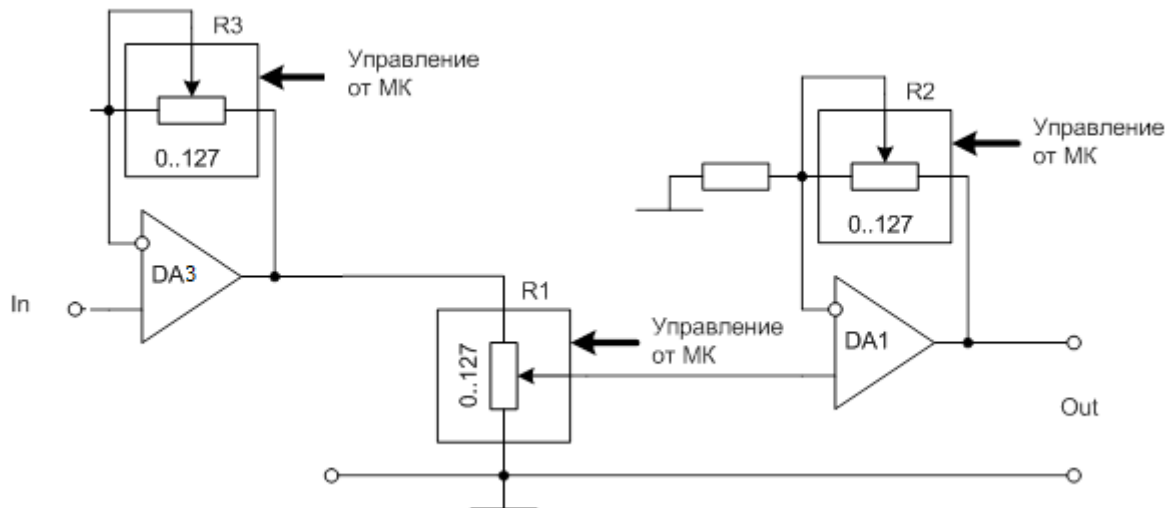 R3
Управление
от МК
0..127
DA3
In
R1
Управление
от МК
0..127
R2
Управление
от МК
0..127
DA1
Out